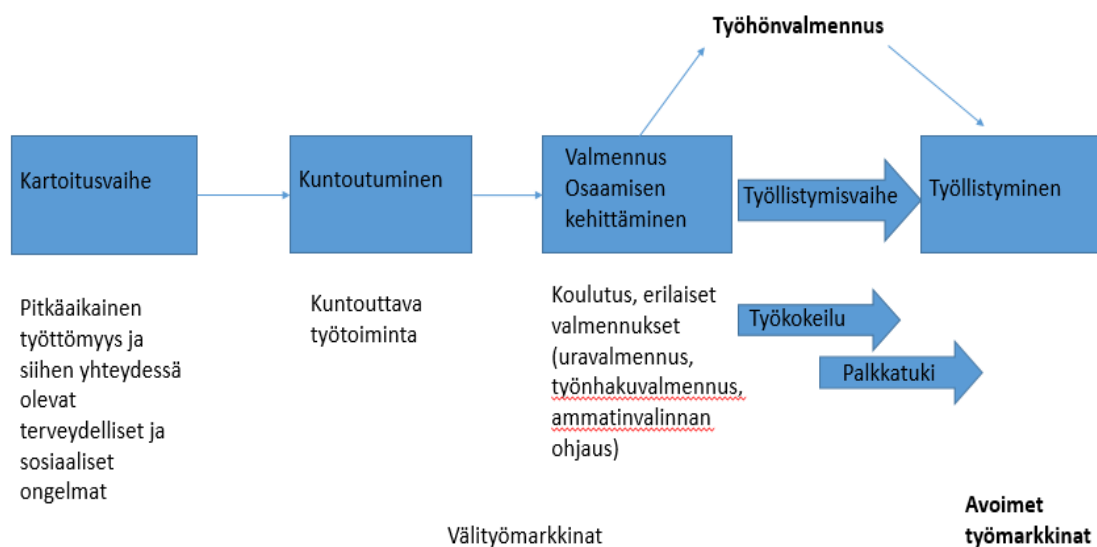 Työhönvalmennus
Kartoitusvaihe
Kuntoutuminen
Valmennus
Osaamisen
kehittäminen
Työllistymisvaihe
Työllistyminen
Pitkäaikainen
työttömyys ja
siihen yhteydessä
olevat
terveydelliset ja
sosiaaliset
ongelmat
Kuntouttava
työtoiminta
Koulutus, erilaiset
valmennukset
(uravalmennus,
työnhakuvalmennus,
ammatinvalinnan
ohjaus)
Työkokeilu
Palkkatuki
Välityömarkkinat
Avoimet
työmarkkinat